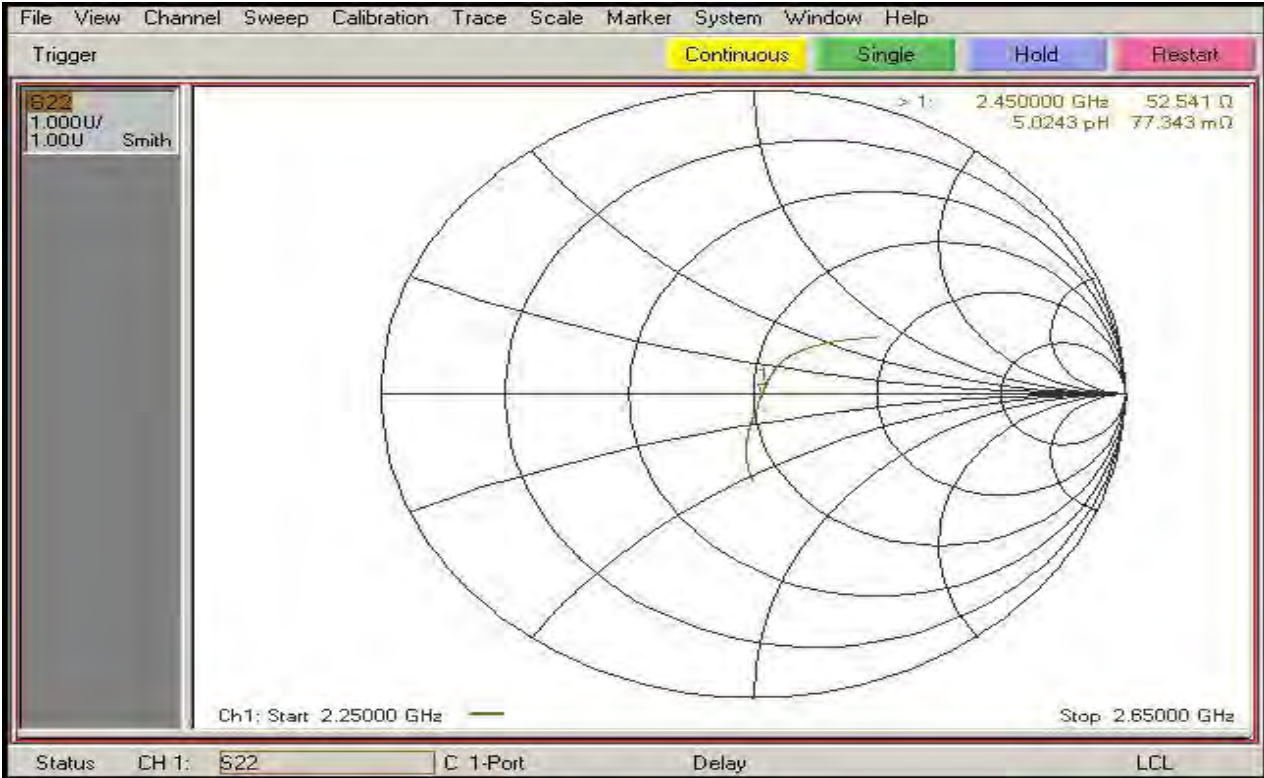 File View Channel Sweep Calibration Trace Scale Marker System Window Help
Trigger Continuous Single Hold Restart
S22
1.000U/
1.00U Smith
> 1: 2.450000 GHz 52.541 Ω
5.0243 pH 77.343 mΩ
1
Ch1: Start 2.25000 GHz Stop 2.65000 GHz
Status CH 1: S22 C 1-Port Delay LCL